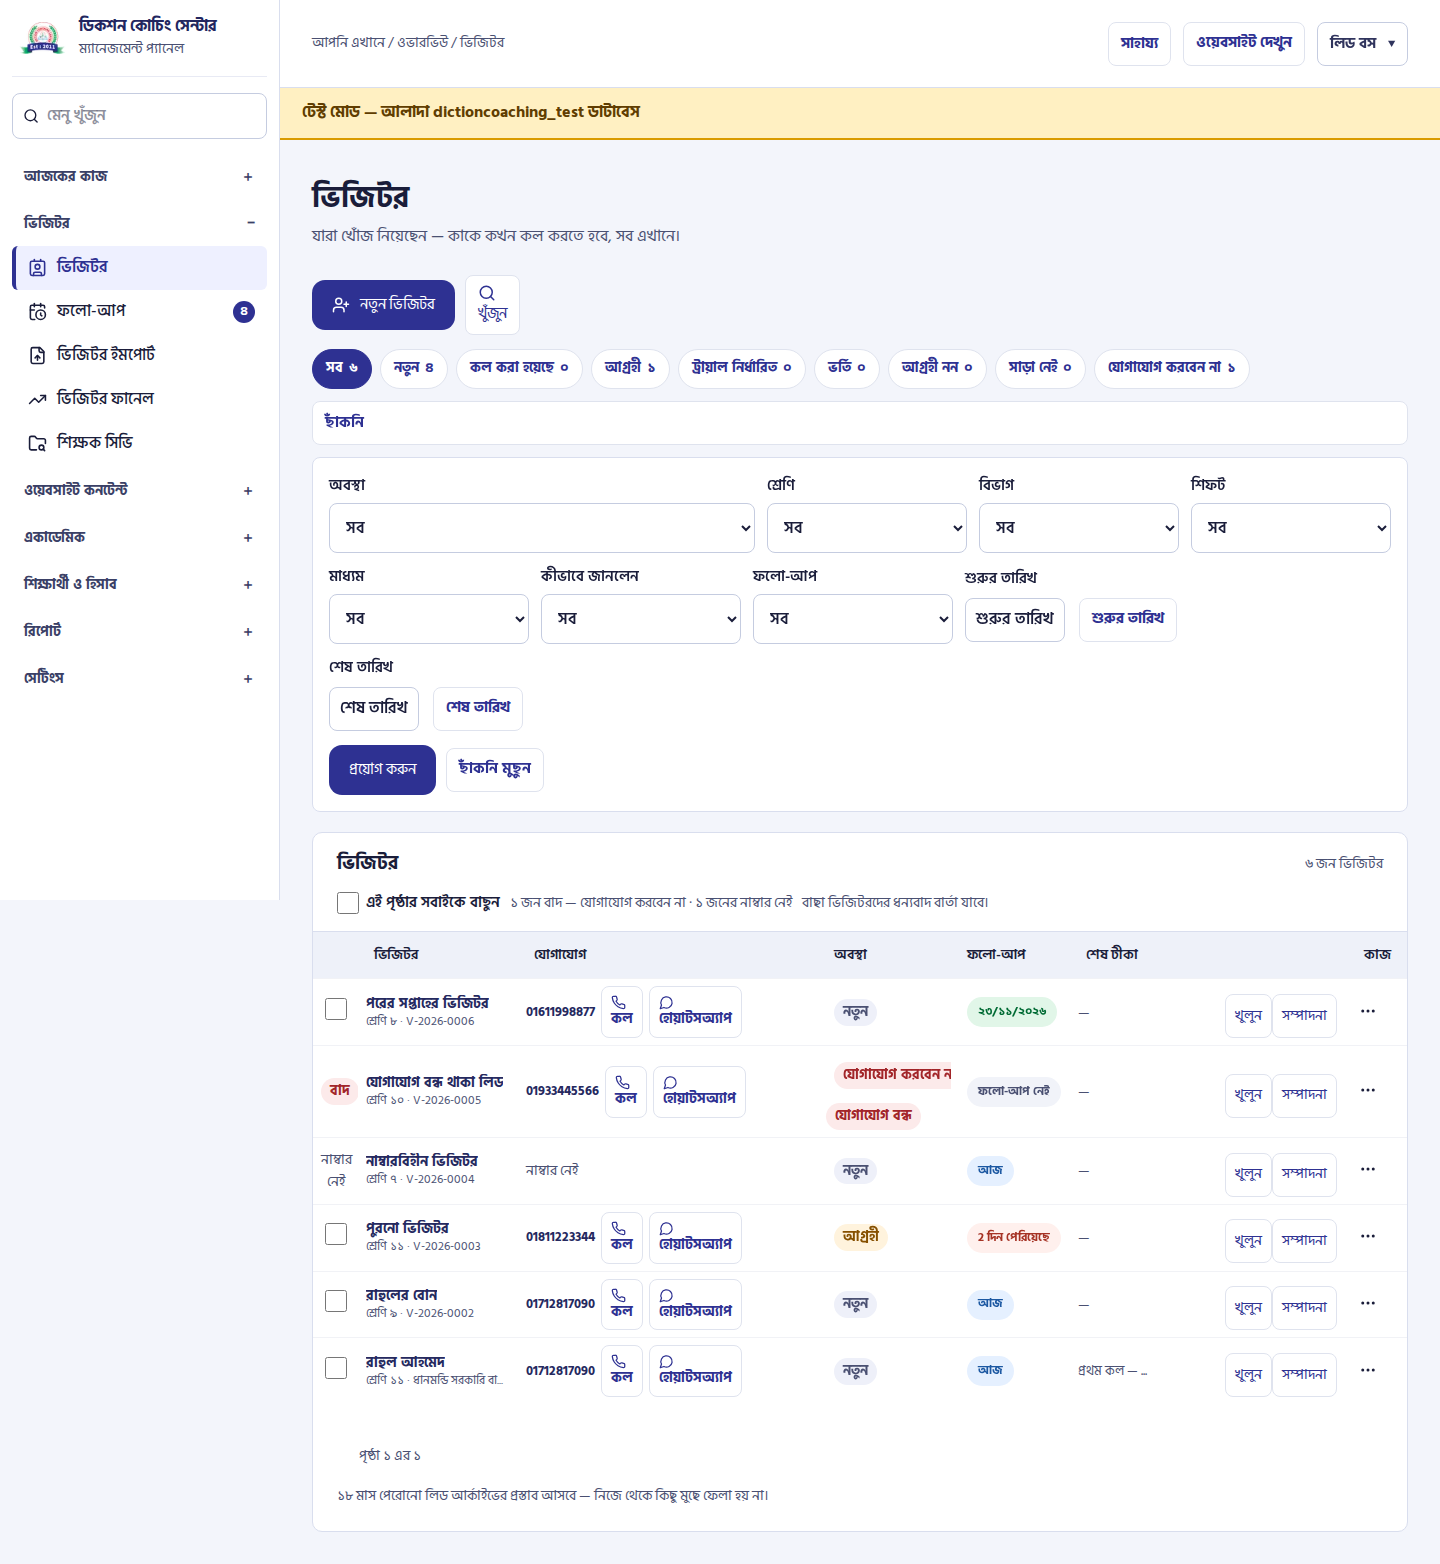 ডিকশন কোচিং সেন্টার
ম্যানেজমেন্ট প্যানেল
মেনু খুঁজুন
আজকের কাজ +
ভিজিটর −
ভিজিটর
ফলো-আপ ৪
ভিজিটর ইমপোর্ট
ভিজিটর ফানেল
শিক্ষক সিভি
ওয়েবসাইট কনটেন্ট +
একাডেমিক +
শিক্ষার্থী ও হিসাব +
রিপোর্ট +
সেটিংস +
আপনি এখানে / ওভারভিউ / ভিজিটর
সাহায্য ওয়েবসাইট দেখুন লিড বস ▾
টেস্ট মোড — আলাদা dictioncoaching_test ডাটাবেস
ভিজিটর
যারা খোঁজ নিয়েছেন — কাকে কখন কল করতে হবে, সব এখানে।
নতুন ভিজিটর খুঁজুন
সব ৬ নতুন ৪ কল করা হয়েছে ০ আগ্রহী ১ ট্রায়াল নির্ধারিত ০ ভর্তি ০ আগ্রহী নন ০ সাড়া নেই ০ যোগাযোগ করবেন না ১
ছাঁকনি
অবস্থা শ্রেণি বিভাগ শিফট
সব সব সব সব
মাধ্যম কীভাবে জানলেন ফলো-আপ শুরুর তারিখ
সব সব সব শুরুর তারিখ শুরুর তারিখ
শেষ তারিখ
শেষ তারিখ শেষ তারিখ
প্রয়োগ করুন ছাঁকনি মুছুন
ভিজিটর ৬ জন ভিজিটর
এই পৃষ্ঠার সবাইকে বাছুন ১ জন বাদ — যোগাযোগ করবেন না · ১ জনের নাম্বার নেই বাছা ভিজিটরদের ধন্যবাদ বার্তা যাবে।
ভিজিটর যোগাযোগ অবস্থা ফলো-আপ শেষ টীকা কাজ
পরের সপ্তাহের ভিজিটর
শ্রেণি ৮ · V-2026-0006
01611998877 কল হোয়াটসঅ্যাপ নতুন ২৩/১১/২০২৬ — খুলুন সম্পাদনা ···
বাদ যোগাযোগ বন্ধ থাকা লিড
শ্রেণি ১০ · V-2026-0005
01933445566 কল হোয়াটসঅ্যাপ যোগাযোগ করবেন ন
যোগাযোগ বন্ধ
ফলো-আপ নেই — খুলুন সম্পাদনা ···
নাম্বার নেই
নাম্বারবিহীন ভিজিটর
শ্রেণি ৭ · V-2026-0004
নাম্বার নেই নতুন আজ — খুলুন সম্পাদনা ···
পুরনো ভিজিটর
শ্রেণি ১১ · V-2026-0003
01811223344 কল হোয়াটসঅ্যাপ আগ্রহী 2 দিন পেরিয়েছে — খুলুন সম্পাদনা ···
রাহুলের বোন
শ্রেণি ৯ · V-2026-0002
01712817090 কল হোয়াটসঅ্যাপ নতুন আজ — খুলুন সম্পাদনা ···
রাহুল আহমেদ
শ্রেণি ১১ · ধানমন্ডি সরকারি বা...
01712817090 কল হোয়াটসঅ্যাপ নতুন আজ প্রথম কল — ... খুলুন সম্পাদনা ···
পৃষ্ঠা ১ এর ১
১৮ মাস পেরোনো লিড আর্কাইভের প্রস্তাব আসবে — নিজে থেকে কিছু মুছে ফেলা হয় না।